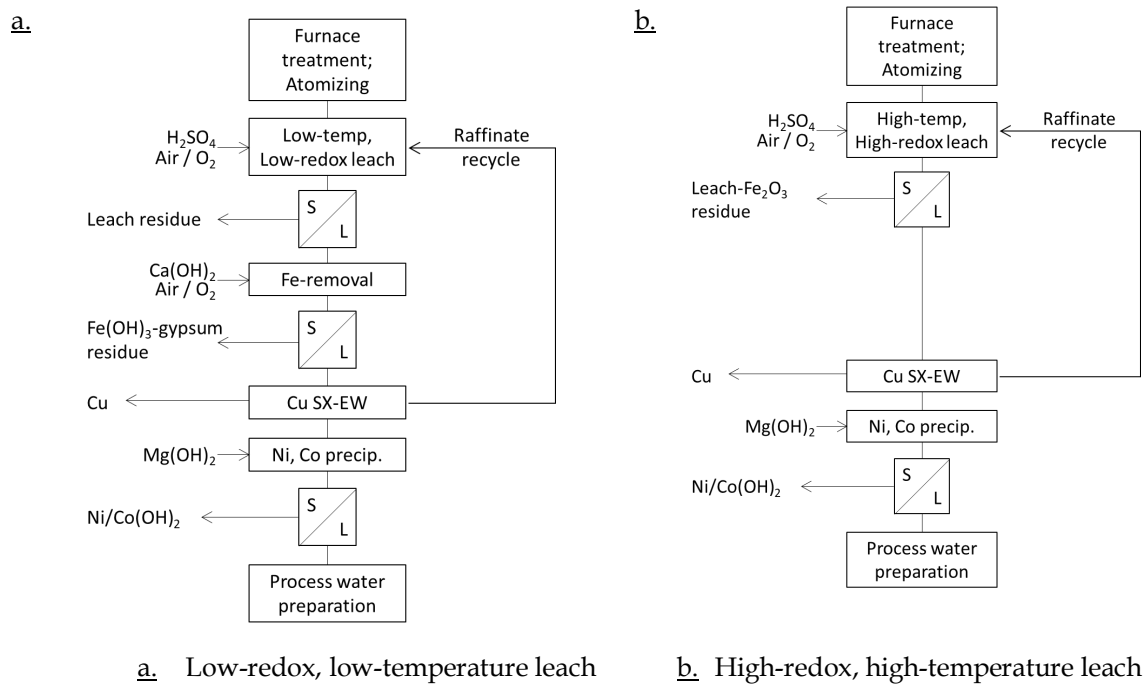 a.
Furnace
treatment;
Atomizing
H₂SO₄
Air / O₂
Low-temp,
Low-redox leach
Raffinate
recycle
S
L
Leach residue
Ca(OH)₂
Air / O₂
Fe-removal
S
L
Fe(OH)₃-gypsum
residue
Cu
Cu SX-EW
Mg(OH)₂
Ni, Co precip.
S
L
Ni/Co(OH)₂
Process water
preparation
a. Low-redox, low-temperature leach
b.
Furnace
treatment;
Atomizing
H₂SO₄
Air / O₂
High-temp,
High-redox leach
Raffinate
recycle
S
L
Leach-Fe₂O₃
residue
Cu
Cu SX-EW
Mg(OH)₂
Ni, Co precip.
S
L
Ni/Co(OH)₂
Process water
preparation
b. High-redox, high-temperature leach